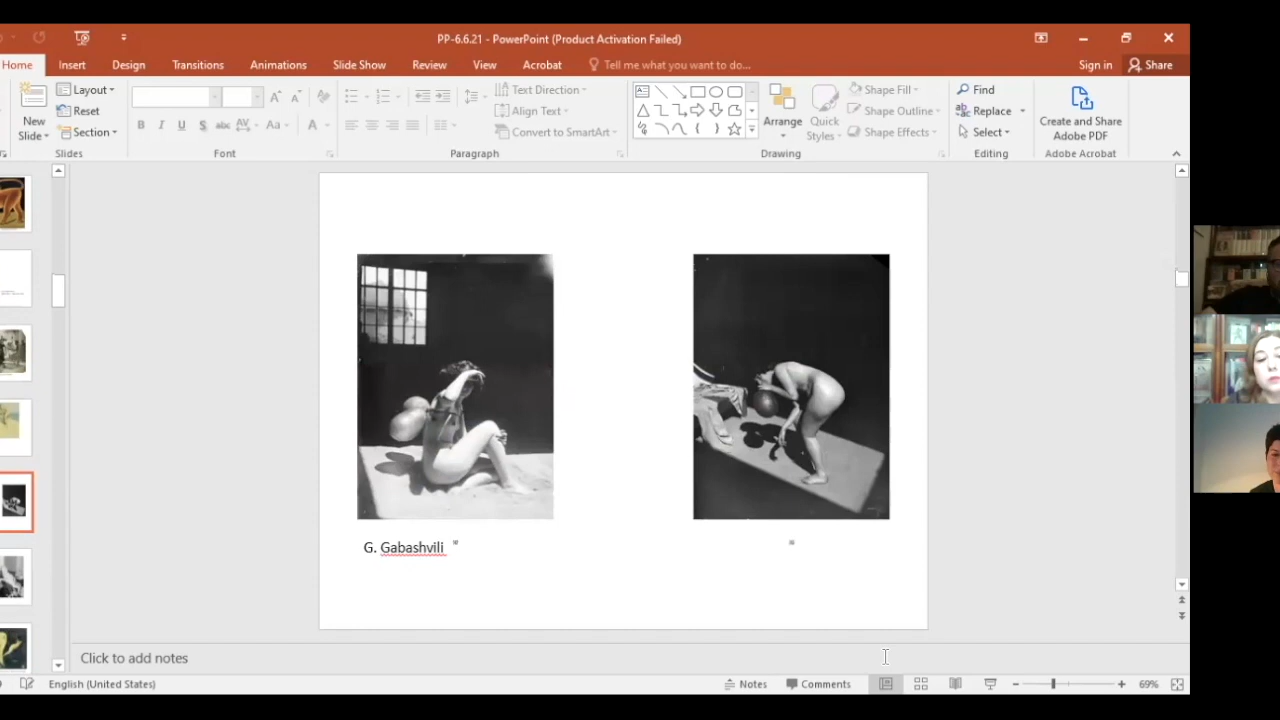 PP-6.6.21 - PowerPoint (Product Activation Failed)
Home Insert Design Transitions Animations Slide Show Review View Acrobat Tell me what you want to do... Sign in Share
New Slide
Layout
Reset
Section
Slides
B I U S abc AV Aa A
Font
Text Direction
Align Text
Convert to SmartArt
Paragraph
Arrange
Quick Styles
Shape Fill
Shape Outline
Shape Effects
Drawing
Find
Replace
Select
Editing
Create and Share
Adobe PDF
Adobe Acrobat
G. Gabashvili
Click to add notes
English (United States) Notes Comments 69%